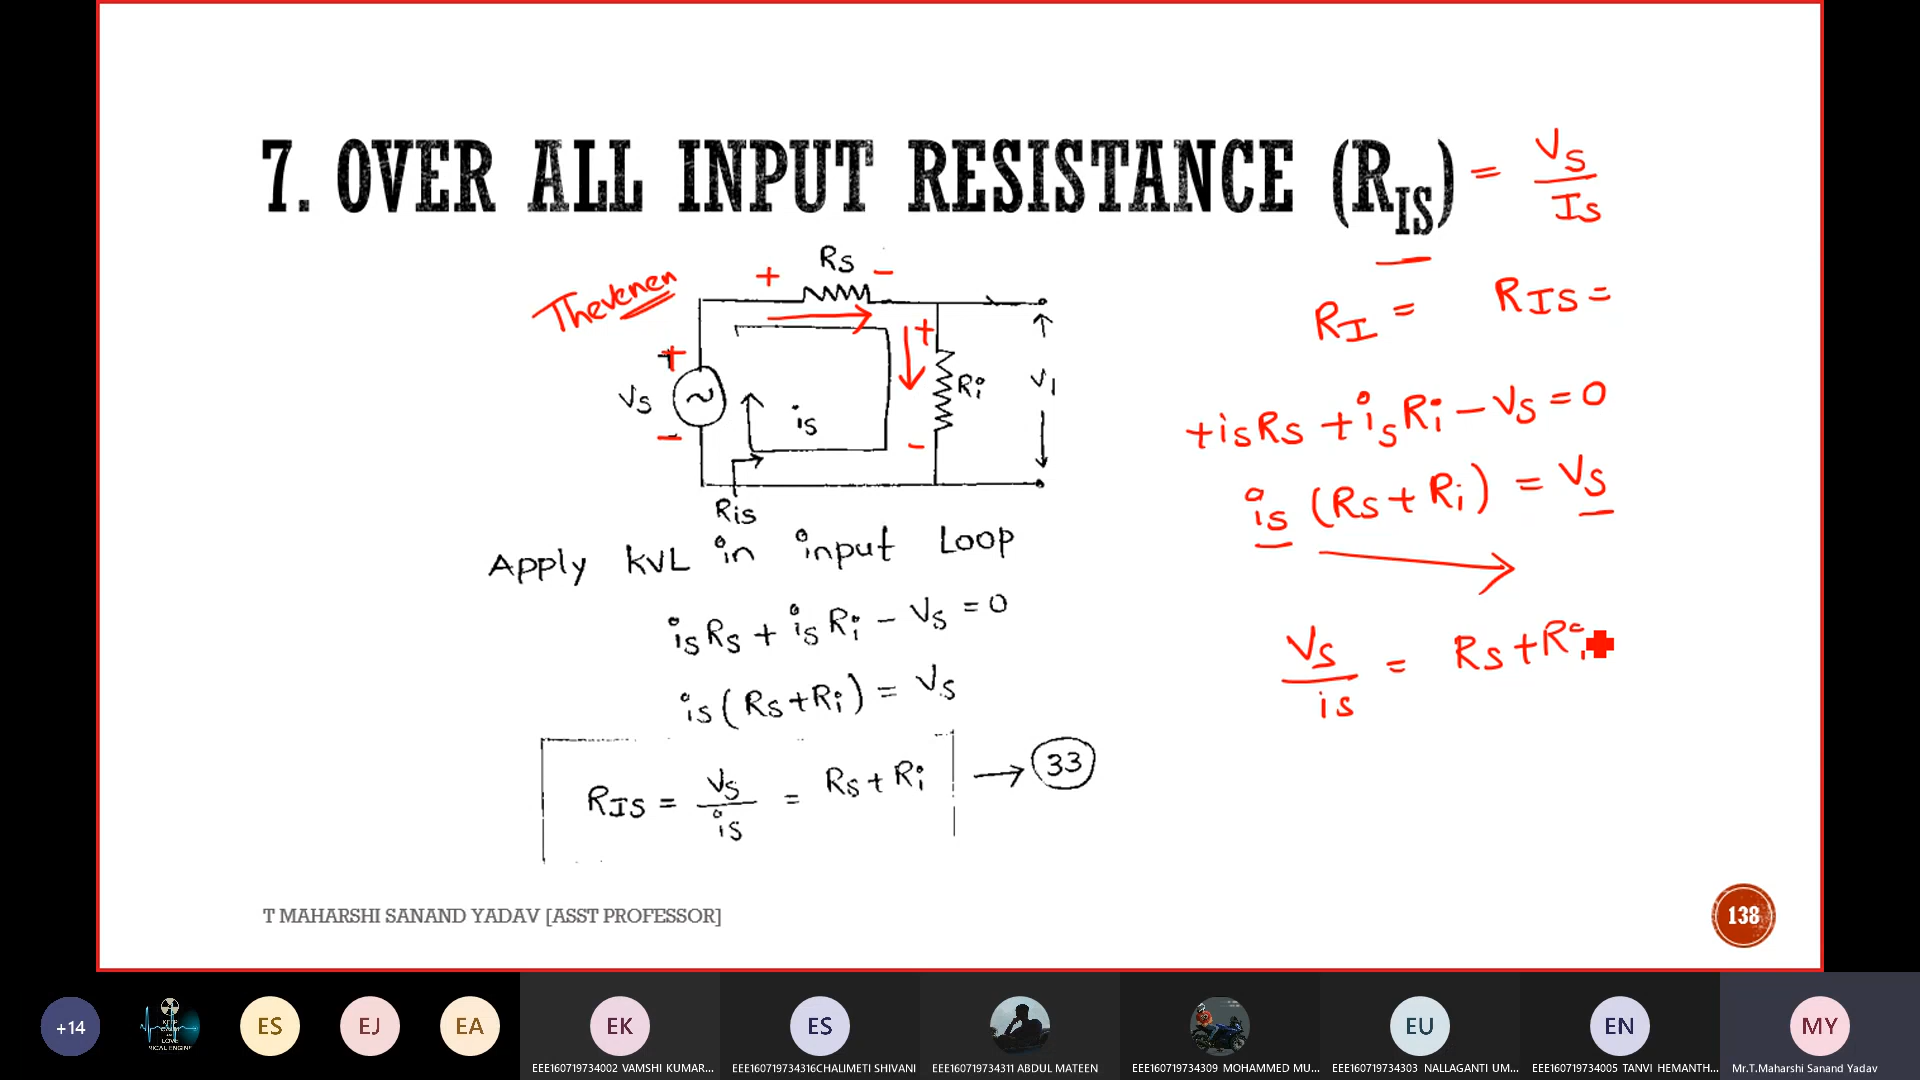 7. OVER ALL INPUT RESISTANCE (RIS) = Vs/Is
Thevenen
+ Rs -
RI = RIS =
+
Vs
-
is
+
Ri
-
V1
Ris
+isRs + isRi - Vs = 0
is (Rs + Ri) = Vs
Vs/is = Rs + Ri
Apply KVL in input Loop
isRs + isRi - Vs = 0
is(Rs+Ri) = Vs
RIS = Vs/is = Rs + Ri → 33
T MAHARSHI SANAND YADAV [ASST PROFESSOR]
138
+14
ES
EJ
EA
EK
ES
EU
EN
MY
EEE160719734002 VAMSHI KUMAR...
EEE160719734316CHALIMETI SHIVANI
EEE160719734311 ABDUL MATEEN
EEE160719734309 MOHAMMED MU...
EEE160719734303 NALLAGANTI UM...
EEE160719734005 TANVI HEMANTH...
Mr.T.Maharshi Sanand Yadav